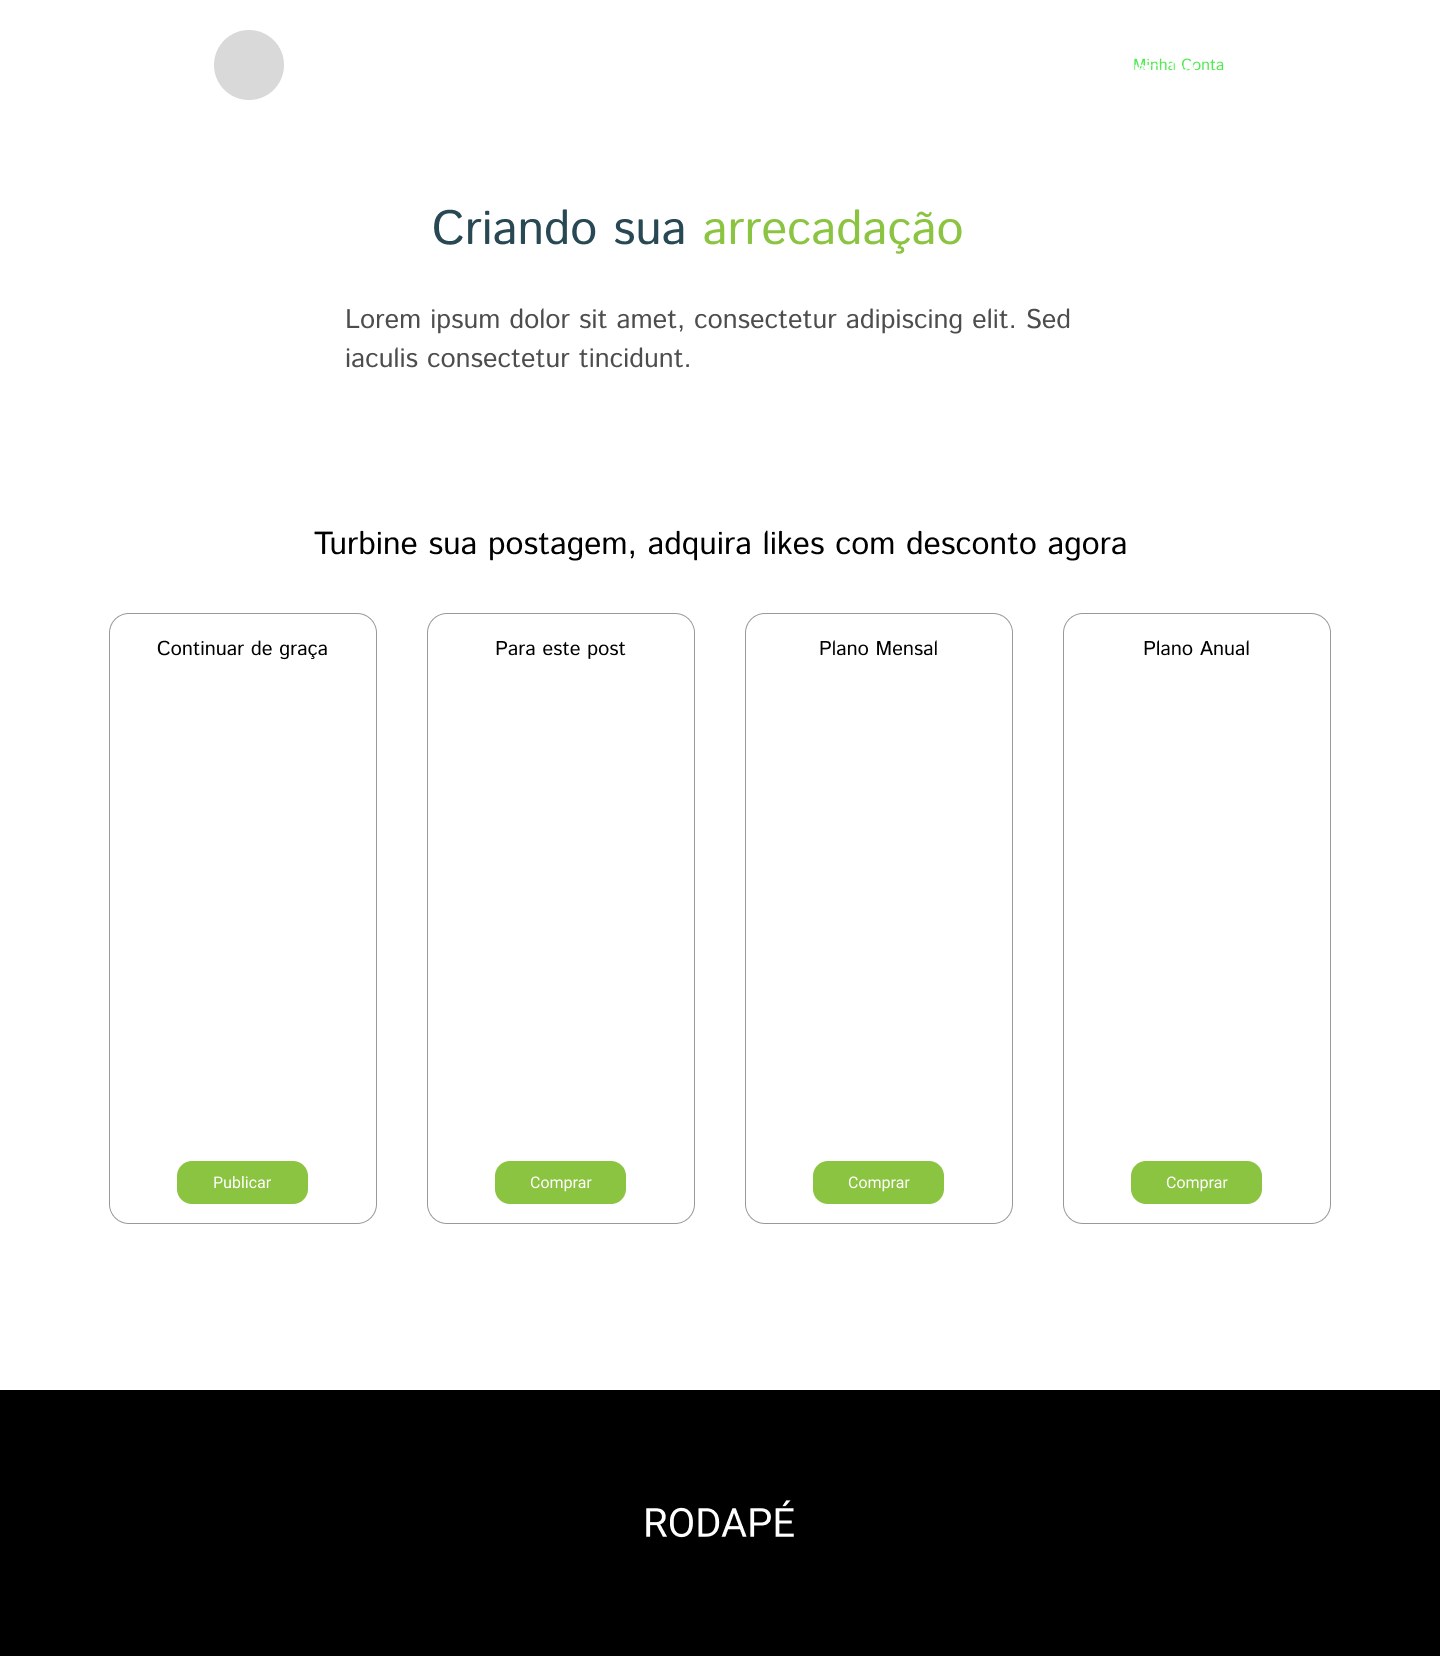 Minha Conta
Criando sua arrecadação
Lorem ipsum dolor sit amet, consectetur adipiscing elit. Sed
iaculis consectetur tincidunt.
Turbine sua postagem, adquira likes com desconto agora
Continuar de graça
Para este post
Plano Mensal
Plano Anual
Publicar
Comprar
Comprar
Comprar
RODAPÉ